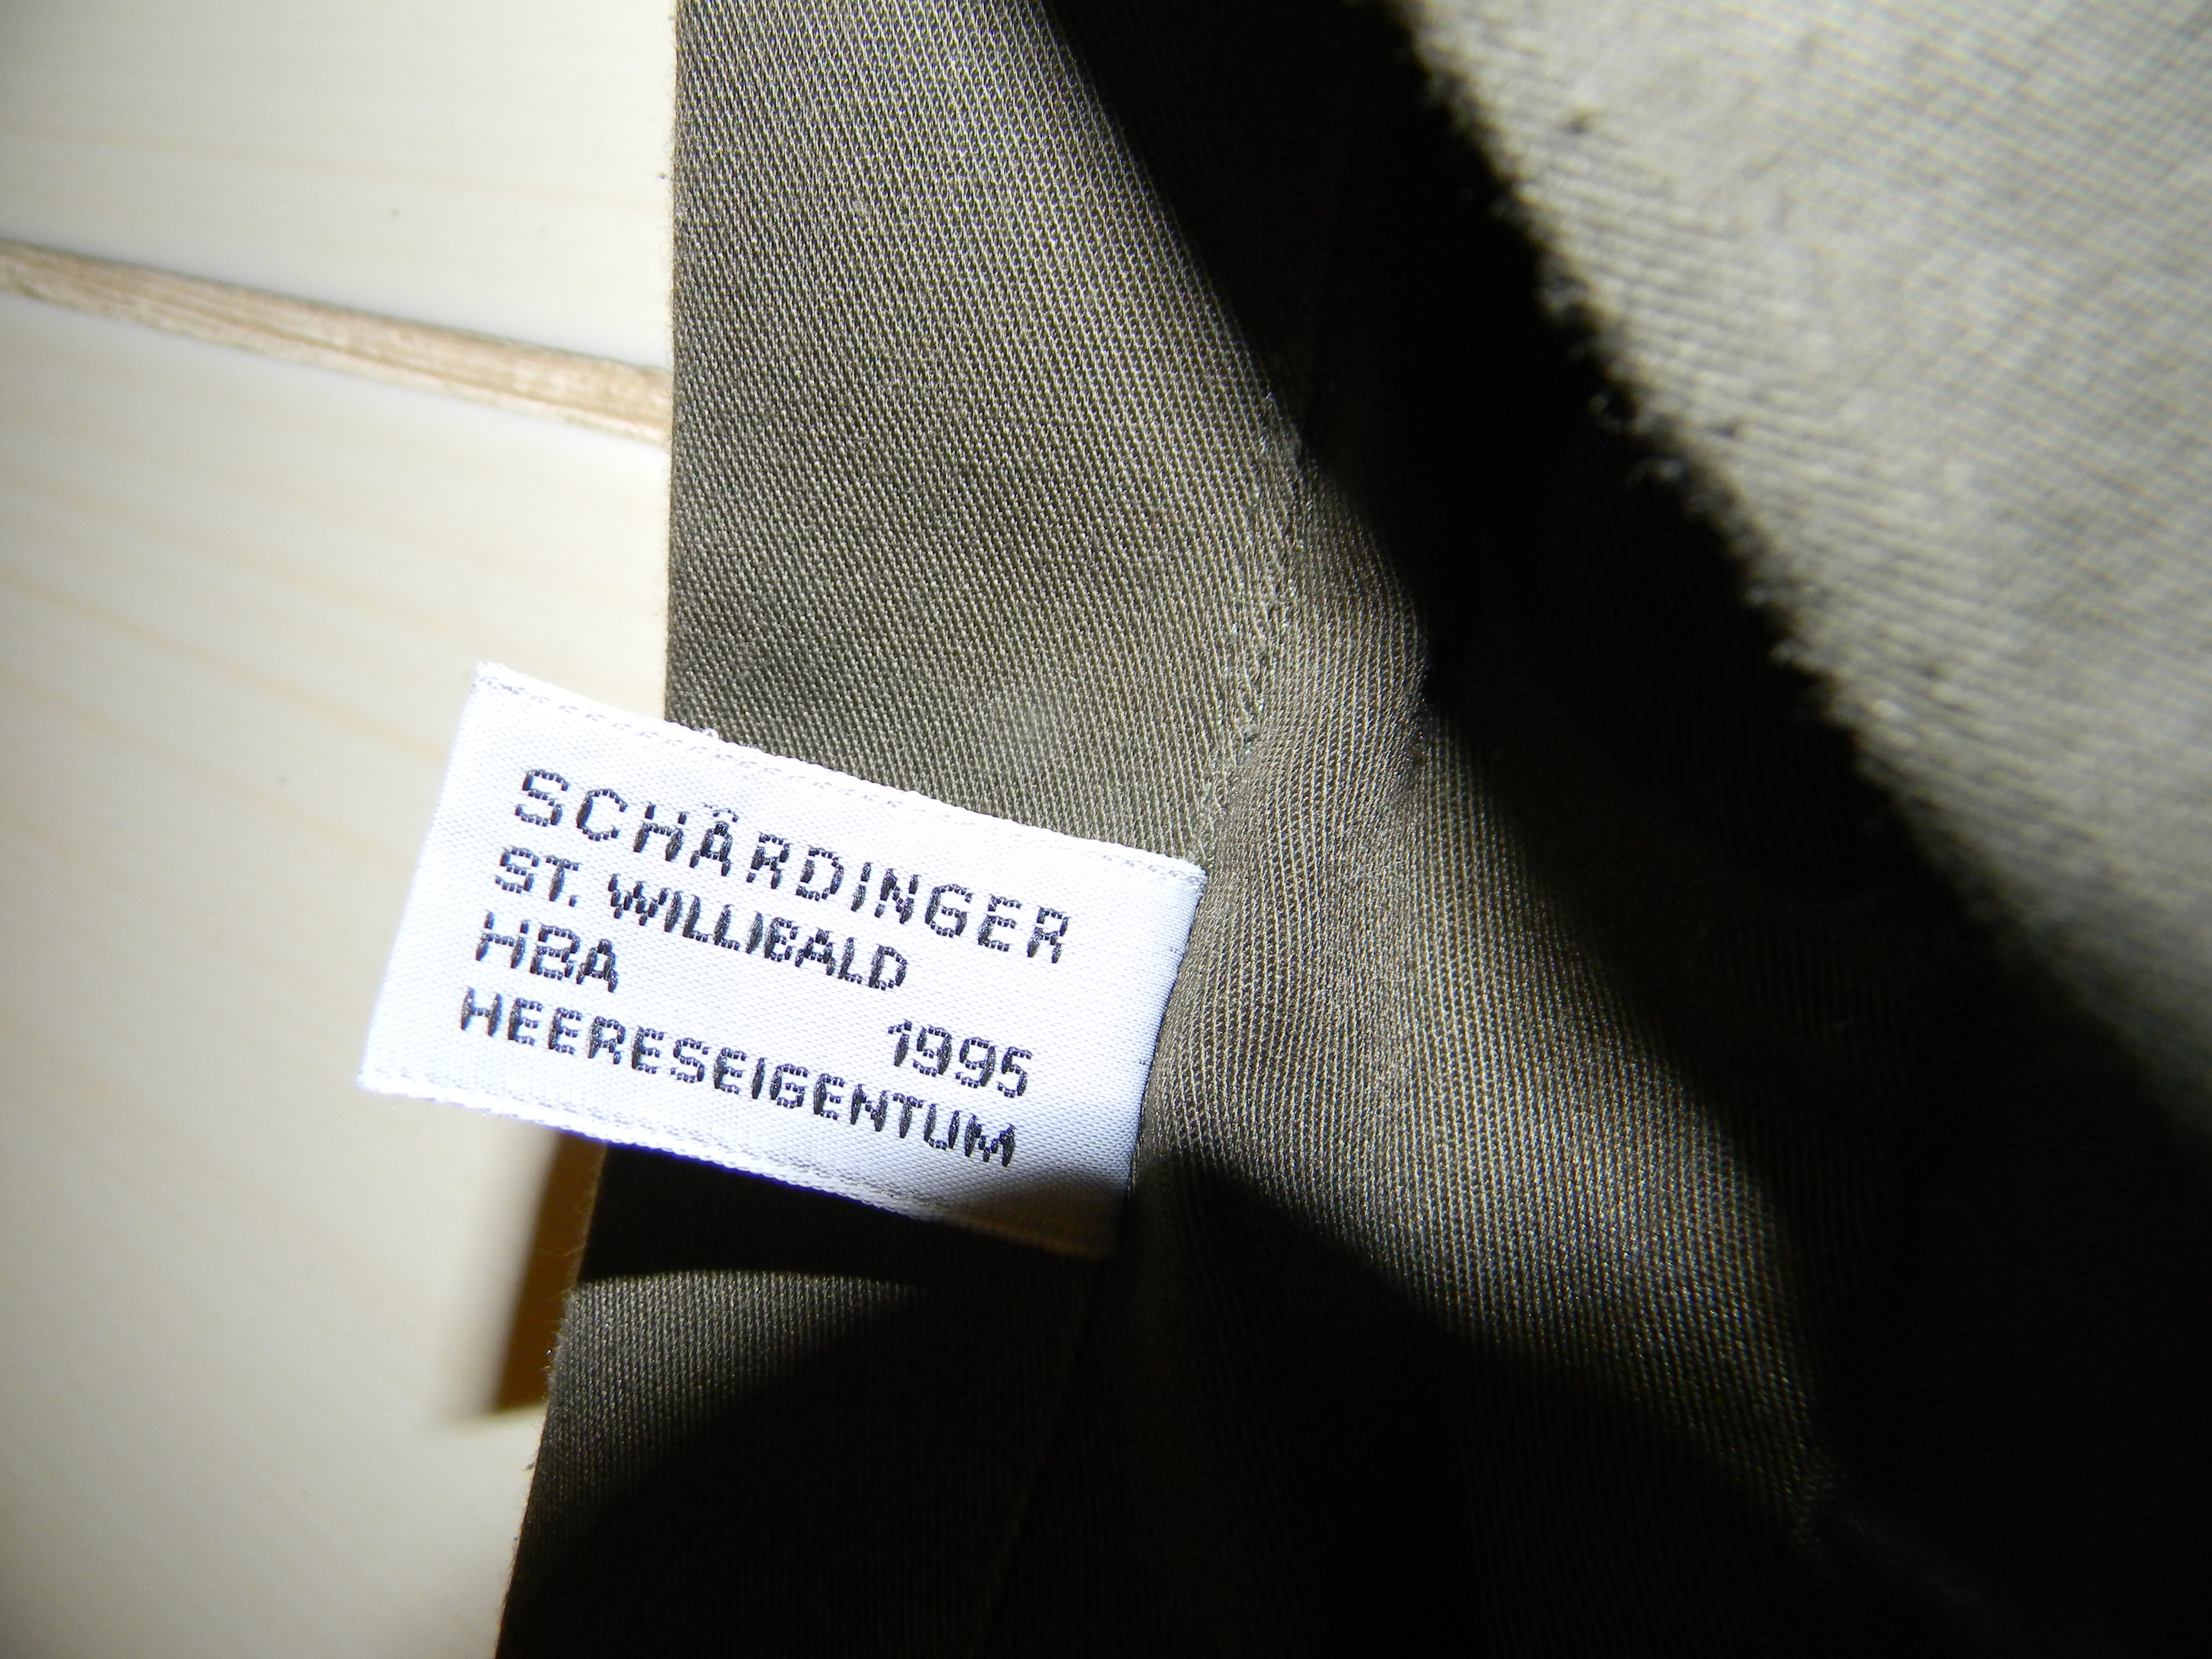 SCHÄRDINGER
ST. WILLIBALD
HBA
1995
HEERESEIGENTUM